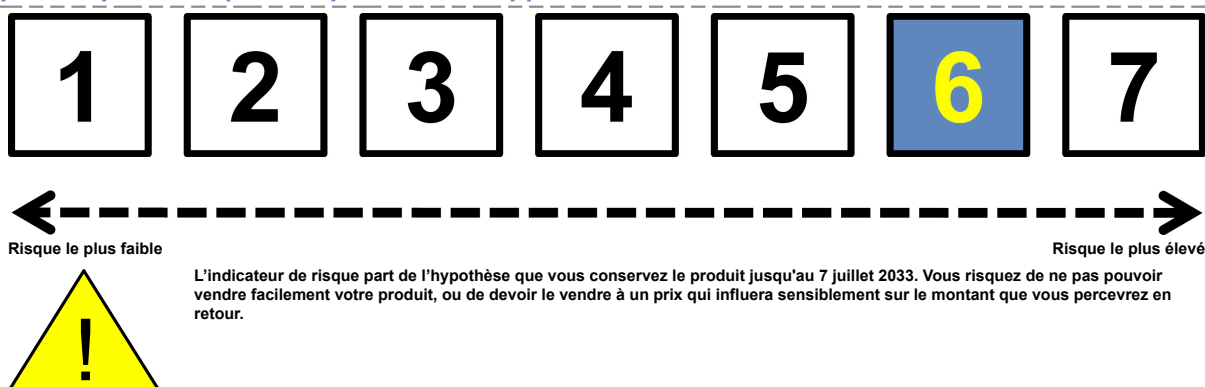 1 2 3 4 5 6 7
Risque le plus faible Risque le plus élevé
L'indicateur de risque part de l'hypothèse que vous conservez le produit jusqu'au 7 juillet 2033. Vous risquez de ne pas pouvoir
vendre facilement votre produit, ou de devoir le vendre à un prix qui influera sensiblement sur le montant que vous percevrez en
retour.
!